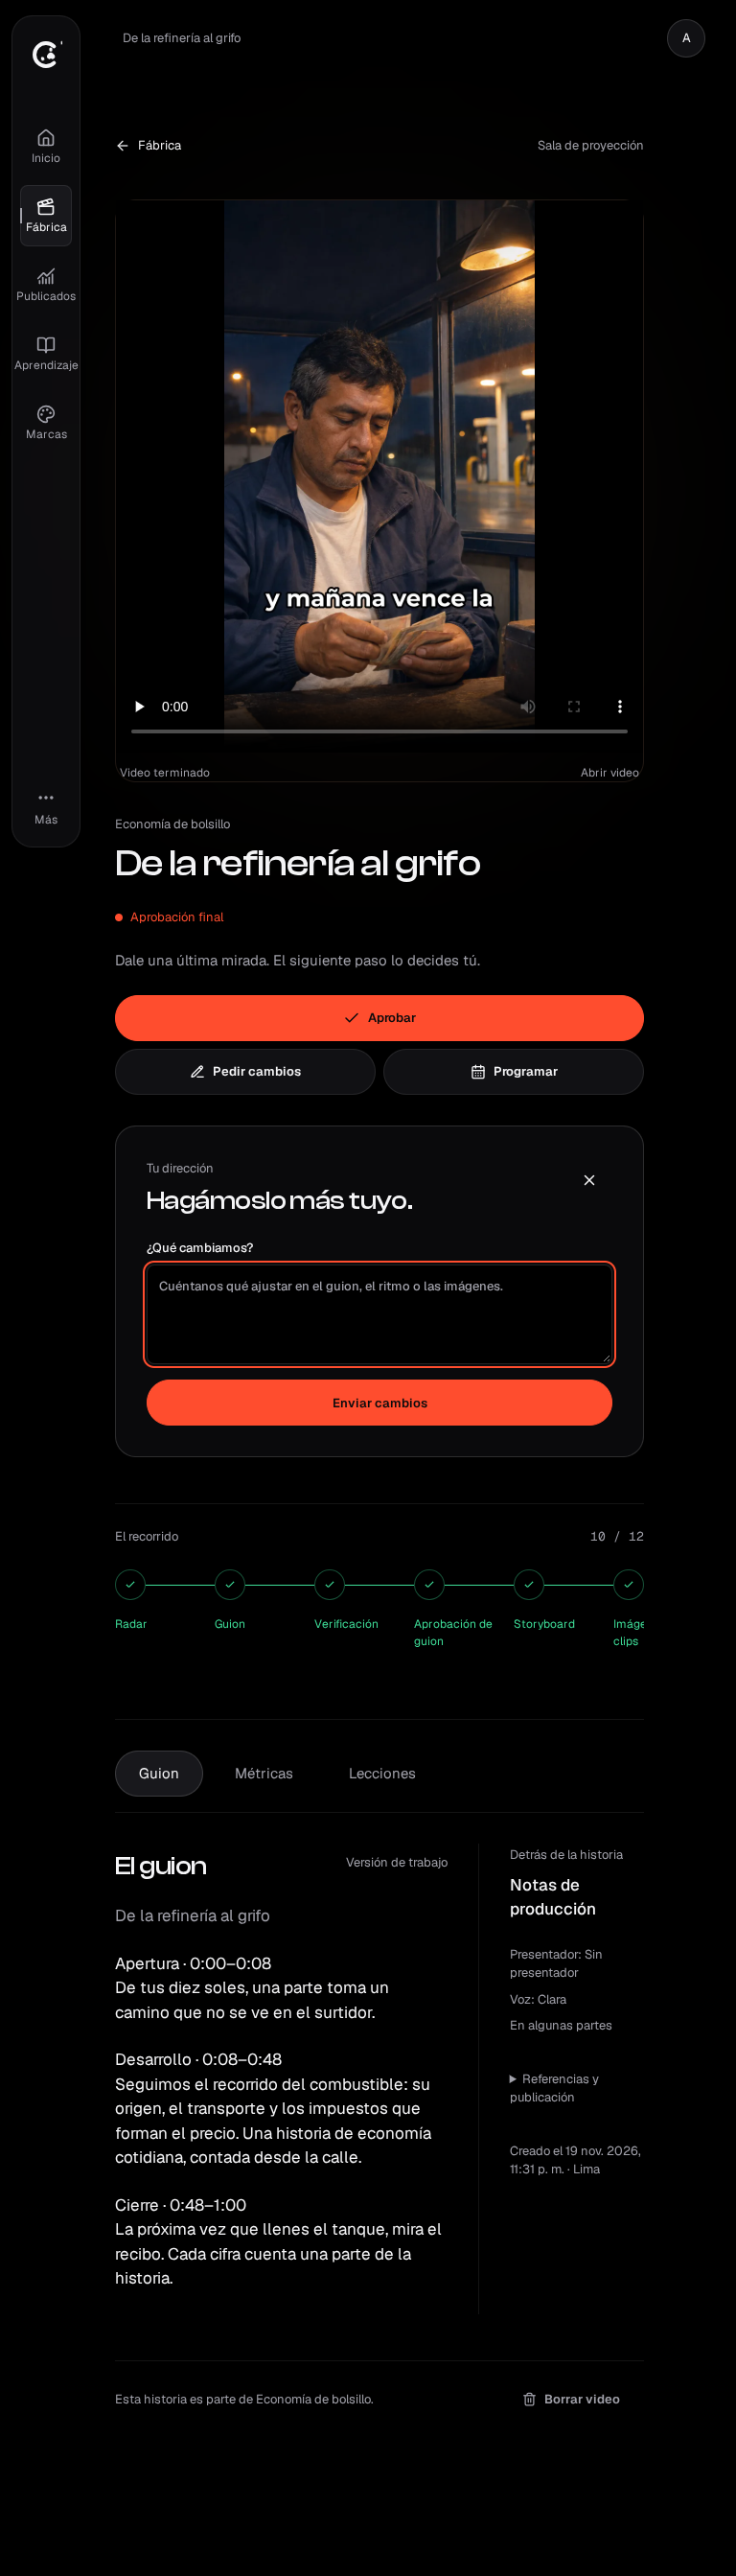 De la refinería al grifo
A
Inicio
Fábrica
Publicados
Aprendizaje
Marcas
Más
Fábrica
Sala de proyección
y mañana vence la
0:00
Video terminado
Abrir video
Economía de bolsillo
De la refinería al grifo
Aprobación final
Dale una última mirada. El siguiente paso lo decides tú.
Aprobar
Pedir cambios
Programar
Tu dirección
Hagámoslo más tuyo.
¿Qué cambiamos?
Cuéntanos qué ajustar en el guion, el ritmo o las imágenes.
Enviar cambios
El recorrido
10 / 12
Radar
Guion
Verificación
Aprobación de
guion
Storyboard
Imáge
clips
Guion
Métricas
Lecciones
El guion
Versión de trabajo
De la refinería al grifo
Apertura · 0:00–0:08
De tus diez soles, una parte toma un
camino que no se ve en el surtidor.
Desarrollo · 0:08–0:48
Seguimos el recorrido del combustible: su
origen, el transporte y los impuestos que
forman el precio. Una historia de economía
cotidiana, contada desde la calle.
Cierre · 0:48–1:00
La próxima vez que llenes el tanque, mira el
recibo. Cada cifra cuenta una parte de la
historia.
Detrás de la historia
Notas de
producción
Presentador: Sin
presentador
Voz: Clara
En algunas partes
Referencias y
publicación
Creado el 19 nov. 2026,
11:31 p. m. · Lima
Esta historia es parte de Economía de bolsillo.
Borrar video